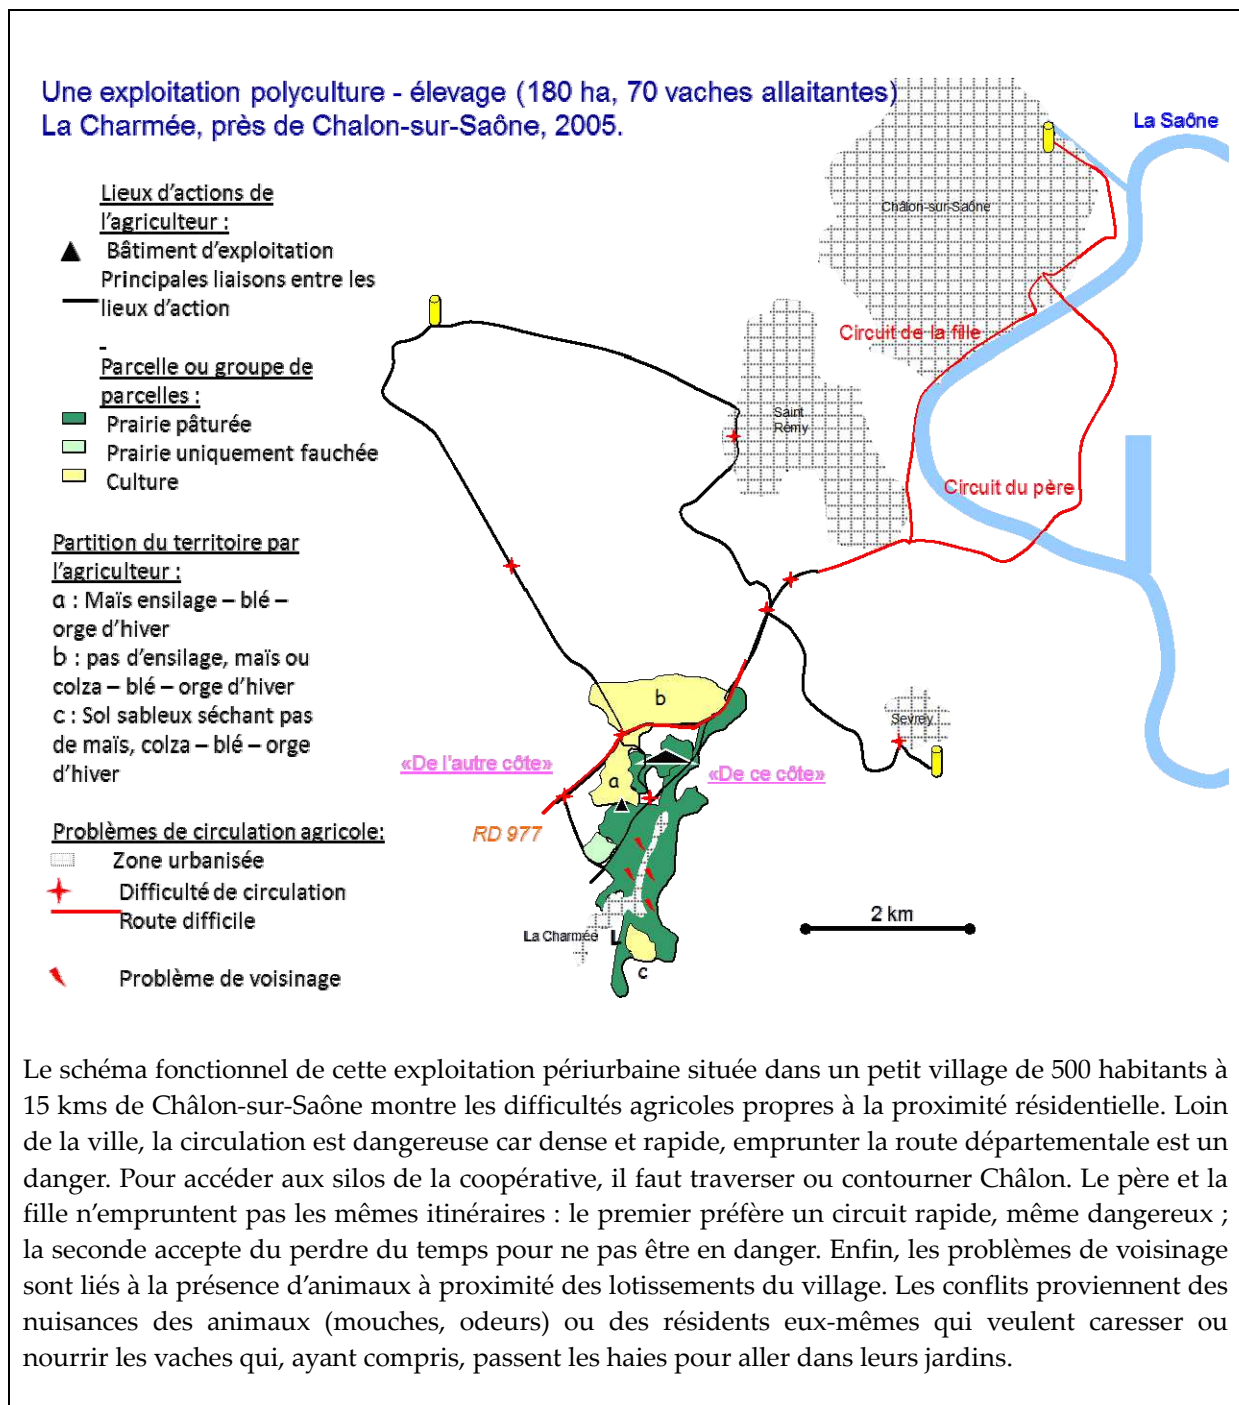 Une exploitation polyculture - élevage (180 ha, 70 vaches allaitantes)
La Charmée, près de Chalon-sur-Saône, 2005.
La Saône
Lieux d'actions de
l'agriculteur :
Bâtiment d'exploitation
Principales liaisons entre les
lieux d'action
-
Parcelle ou groupe de
parcelles :
Prairie pâturée
Prairie uniquement fauchée
Culture
Partition du territoire par
l'agriculteur :
a : Maïs ensilage – blé –
orge d'hiver
b : pas d'ensilage, maïs ou
colza – blé – orge d'hiver
c : Sol sableux séchant pas
de maïs, colza – blé – orge
d'hiver
Problèmes de circulation agricole:
Zone urbanisée
Difficulté de circulation
Route difficile
Problème de voisinage
Châlon-sur-Saône
Circuit de la fille
Saint
Rémy
Circuit du père
b
Sevrey
«De l'autre côte»
«De ce côte»
a
RD 977
2 km
La Charmée
L
c
Le schéma fonctionnel de cette exploitation périurbaine située dans un petit village de 500 habitants à
15 kms de Châlon-sur-Saône montre les difficultés agricoles propres à la proximité résidentielle. Loin
de la ville, la circulation est dangereuse car dense et rapide, emprunter la route départementale est un
danger. Pour accéder aux silos de la coopérative, il faut traverser ou contourner Châlon. Le père et la
fille n'empruntent pas les mêmes itinéraires : le premier préfère un circuit rapide, même dangereux ;
la seconde accepte du perdre du temps pour ne pas être en danger. Enfin, les problèmes de voisinage
sont liés à la présence d'animaux à proximité des lotissements du village. Les conflits proviennent des
nuisances des animaux (mouches, odeurs) ou des résidents eux-mêmes qui veulent caresser ou
nourrir les vaches qui, ayant compris, passent les haies pour aller dans leurs jardins.